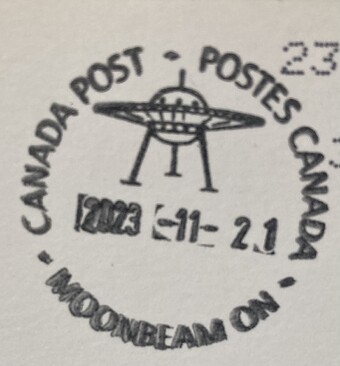 CANADA POST - POSTES CANADA
2023 -11- 21
- MOONBEAM ON -
23